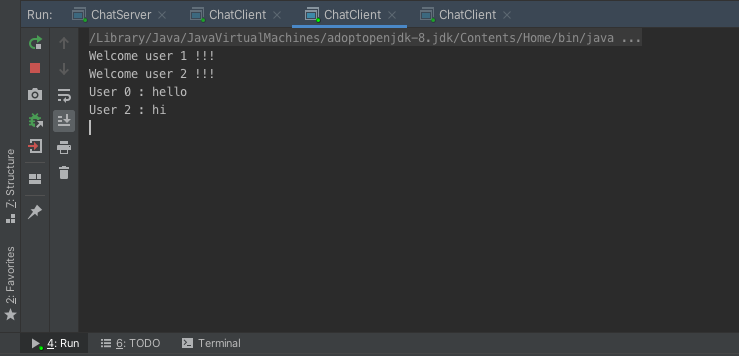 Run: ChatServer ChatClient ChatClient ChatClient
/Library/Java/JavaVirtualMachines/adoptopenjdk-8.jdk/Contents/Home/bin/java ...
Welcome user 1 !!!
Welcome user 2 !!!
User 0 : hello
User 2 : hi
7: Structure
2: Favorites
4: Run 6: TODO Terminal